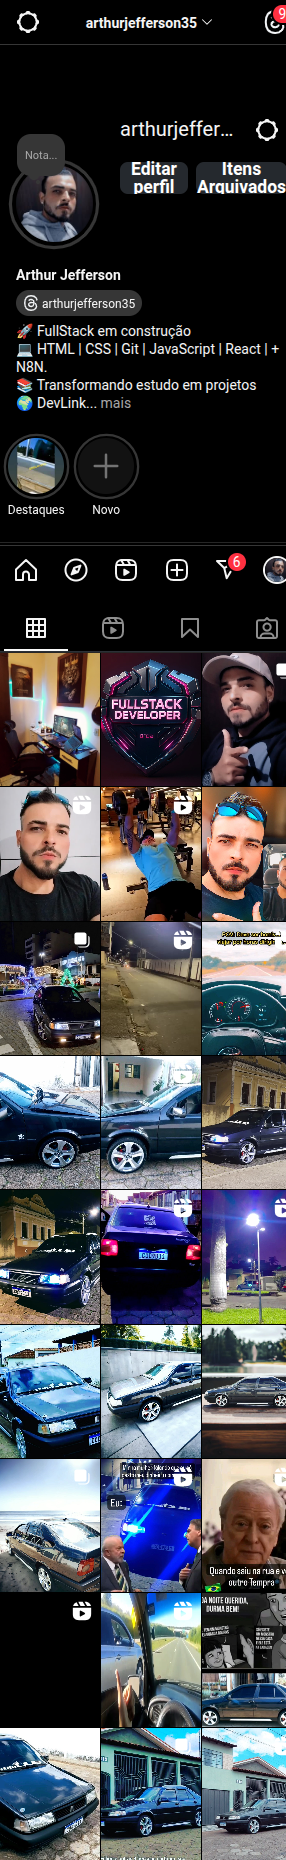 arthurjefferson35
9
arthurjeffer...
Nota...
Editar perfil
Itens Arquivados
Arthur Jefferson
arthurjefferson35
🚀 FullStack em construção
💻 HTML | CSS | Git | JavaScript | React | +
N8N.
📚 Transformando estudo em projetos
🌍 DevLink... mais
Destaques
Novo
6
FULLSTACK
DEVELOPER
Quando saiu na rua e v
outro Tempra
A NOITE QUERIDA,
DURMA BEM!